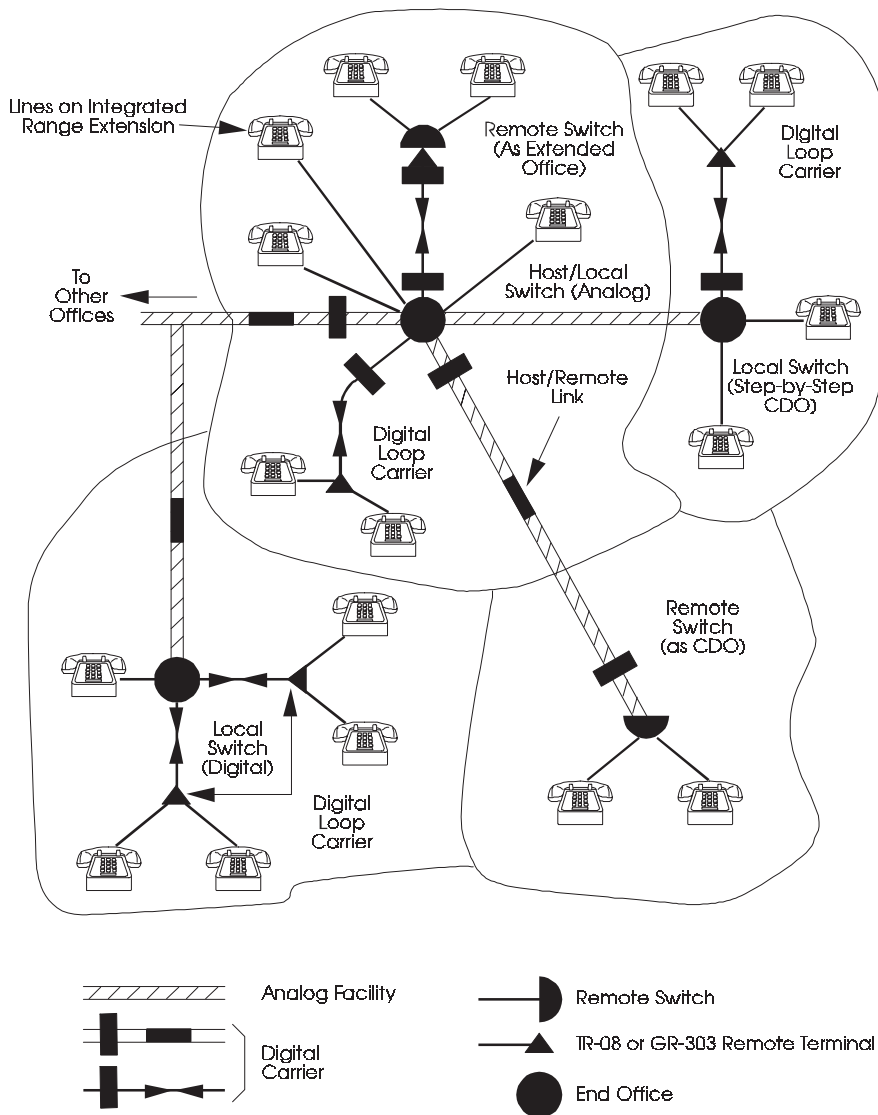 Lines on Integrated
Range Extension
Remote Switch
(As Extended
Office)
Digital
Loop
Carrier
To
Other
Offices
Host/Local
Switch (Analog)
Local Switch
(Step-by-Step
CDO)
Host/Remote
Link
Digital
Loop
Carrier
Remote
Switch
(as CDO)
Local
Switch
(Digital)
Digital
Loop
Carrier
Analog Facility
Digital
Carrier
Remote Switch
TR-08 or GR-303 Remote Terminal
End Office